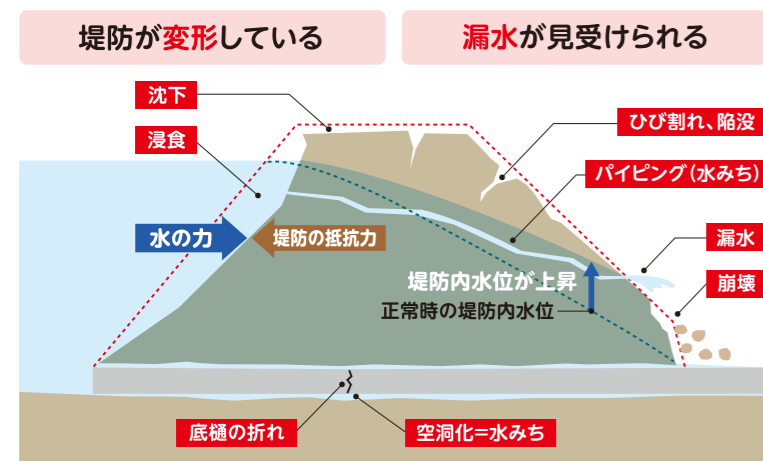 堤防が変形している
漏水が見受けられる
沈下
浸食
ひび割れ、陥没
パイピング（水みち）
水の力
堤防の抵抗力
漏水
堤防内水位が上昇
崩壊
正常時の堤防内水位
底樋の折れ
空洞化=水みち